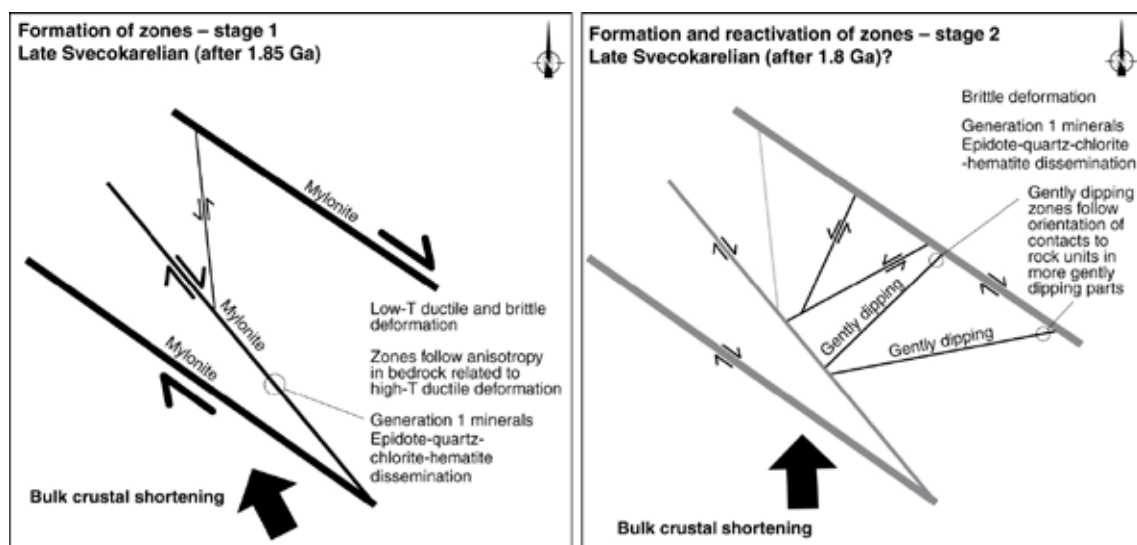 Formation of zones – stage 1
Late Svecokarelian (after 1.85 Ga)
Mylonite
Mylonite
Mylonite
Low-T ductile and brittle
deformation
Zones follow anisotropy
in bedrock related to
high-T ductile deformation
Generation 1 minerals
Epidote-quartz-
chlorite-hematite
dissemination
Bulk crustal shortening
Formation and reactivation of zones – stage 2
Late Svecokarelian (after 1.8 Ga)?
Brittle deformation
Generation 1 minerals
Epidote-quartz-chlorite
-hematite dissemination
Gently dipping
zones follow
orientation of
contacts to
rock units in
more gently
dipping parts
Gently dipping
Gently dipping
Bulk crustal shortening